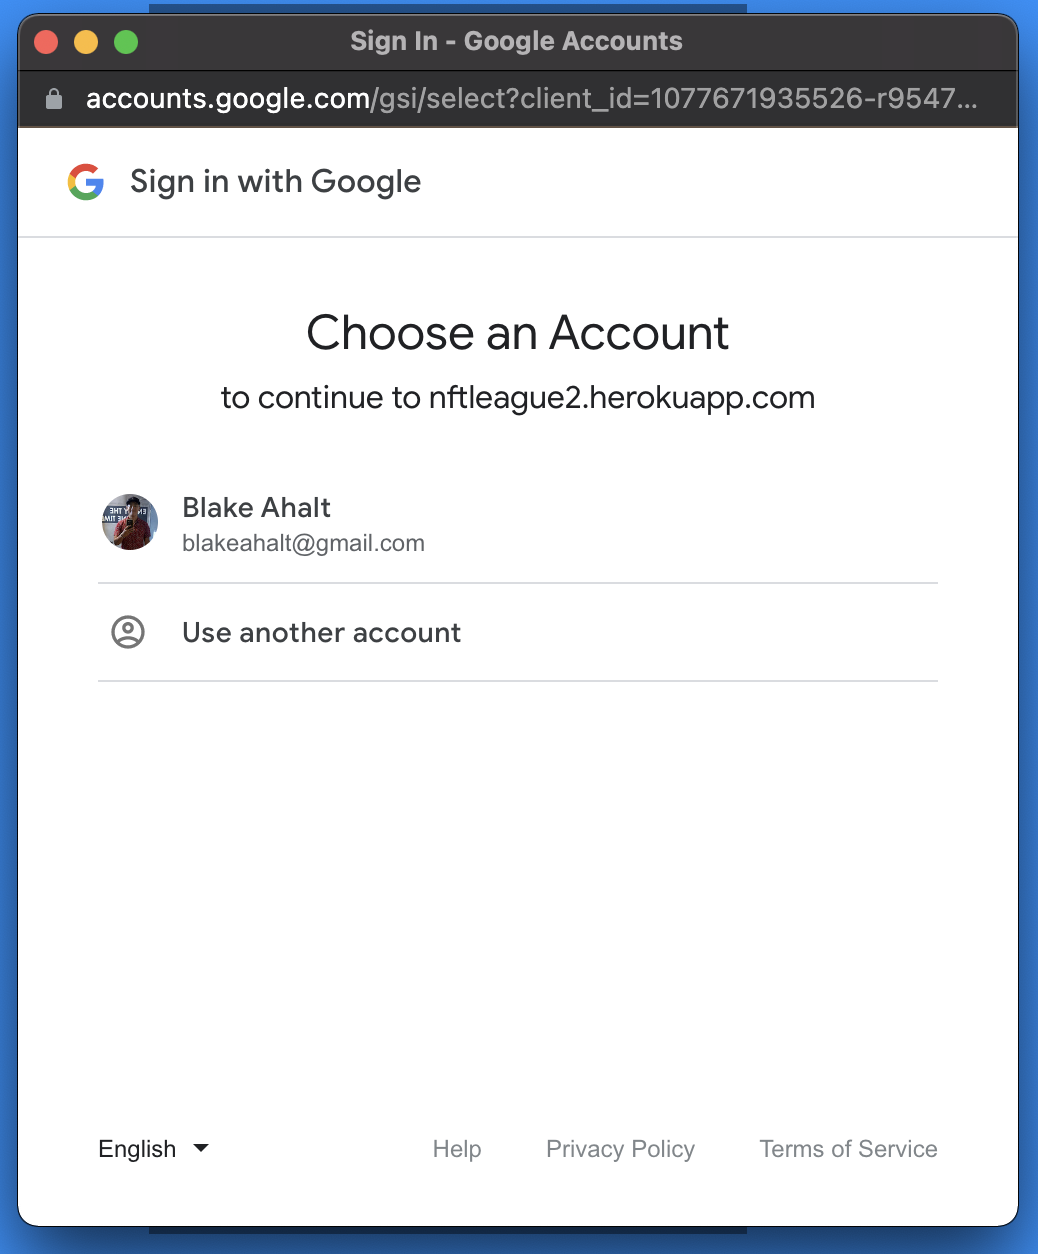 Sign In - Google Accounts
accounts.google.com/gsi/select?client_id=1077671935526-r9547...
Sign in with Google
Choose an Account
to continue to nftleague2.herokuapp.com
Blake Ahalt
blakeahalt@gmail.com
Use another account
English
Help Privacy Policy Terms of Service